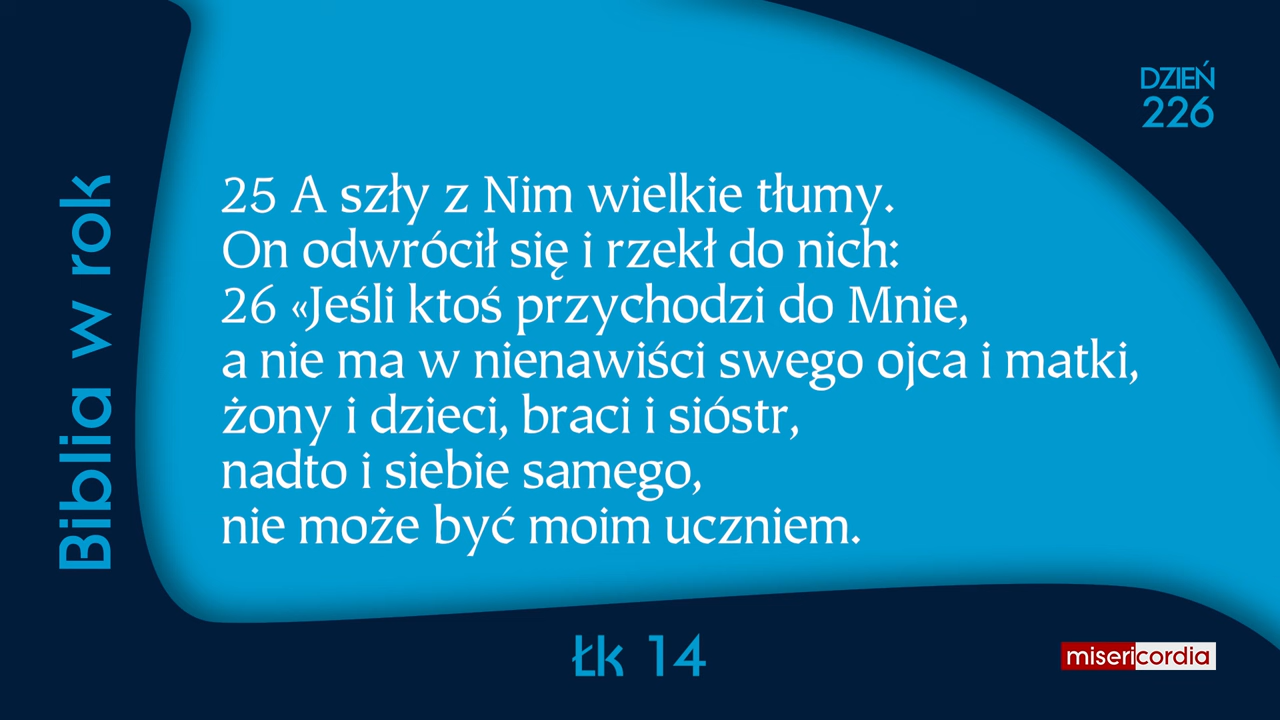 DZIEŃ
226
Biblia w rok
25 A szły z Nim wielkie tłumy.
On odwrócił się i rzekł do nich:
26 «Jeśli ktoś przychodzi do Mnie,
a nie ma w nienawiści swego ojca i matki,
żony i dzieci, braci i sióstr,
nadto i siebie samego,
nie może być moim uczniem.
Łk 14
misericordia